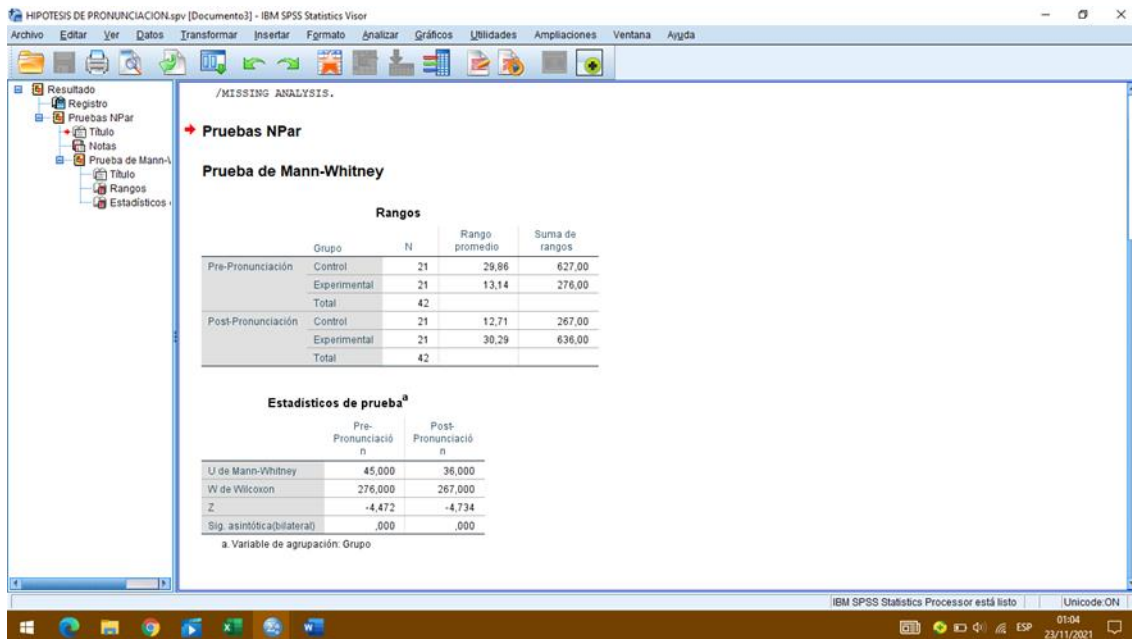 HIPOTESIS DE PRONUNCIACION.spv [Documento3] - IBM SPSS Statistics Visor
Archivo Editar Ver Datos Transformar Insertar Formato Analizar Gráficos Utilidades Ampliaciones Ventana Ayuda
Resultado
Registro
Pruebas NPar
Título
Notas
Prueba de Mann-
Título
Rangos
Estadísticos
/MISSING ANALYSIS.
Pruebas NPar
Prueba de Mann-Whitney
Rangos
Grupo N Rango promedio Suma de rangos
Pre-Pronunciación Control 21 29,86 627,00
Experimental 21 13,14 276,00
Total 42
Post-Pronunciación Control 21 12,71 267,00
Experimental 21 30,29 636,00
Total 42
Estadísticos de prueba a
Pre- Post-
Pronunciació Pronunciació
n n
U de Mann-Whitney 45,000 36,000
W de Wilcoxon 276,000 267,000
Z -4,472 -4,734
Sig. asintótica(bilateral) ,000 ,000
a. Variable de agrupación: Grupo
IBM SPSS Statistics Processor está listo Unicode:ON
ESP 01:04
23/11/2021